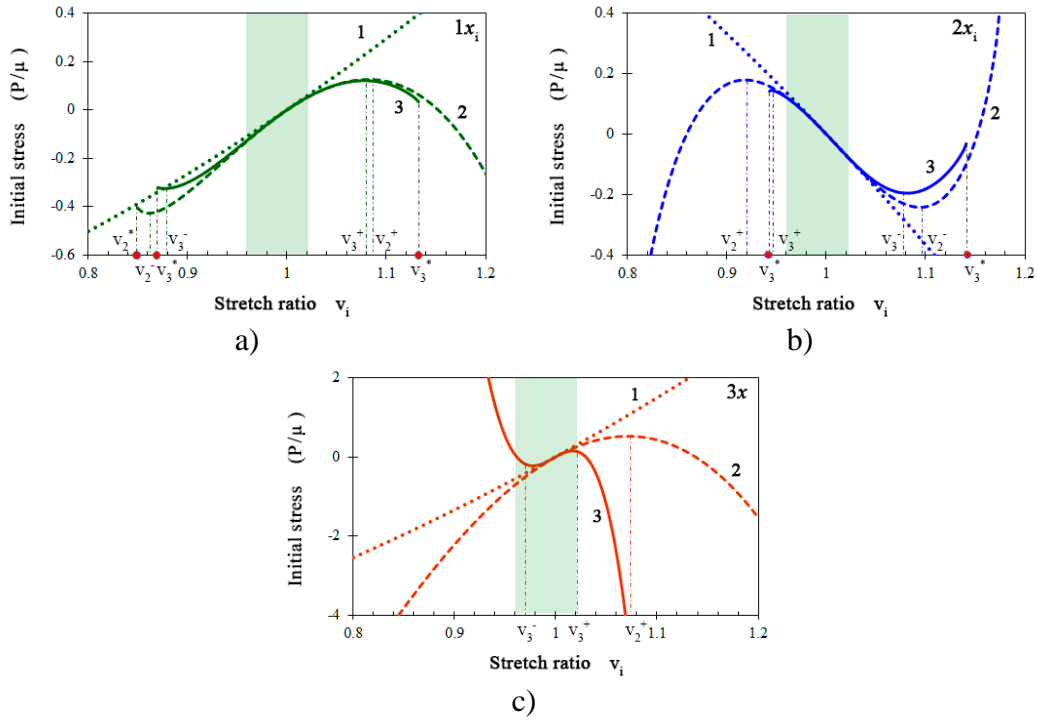 0.4
1
1xᵢ
0.2
0
-0.2
-0.4
-0.6
3
2
v₂*
v₃⁻
v₃⁺
v₂⁺
0.8
v₂⁻
v₃*
0.9
1
1.1
v₃*
1.2
Initial stress (P/μ)
Stretch ratio vᵢ
a)
0.4
1
2xᵢ
0.2
0
-0.2
-0.4
2
3
v₂⁺
v₃⁺
v₃⁻
v₂⁻
0.8
0.9
v₃*
1
1.1
v₃*
1.2
Initial stress (P/μ)
Stretch ratio vᵢ
b)
2
1
3x
0
-2
-4
2
3
0.8
0.9
v₃⁻
1
v₃⁺
v₂⁺
1.1
1.2
Initial stress (P/μ)
Stretch ratio vᵢ
c)